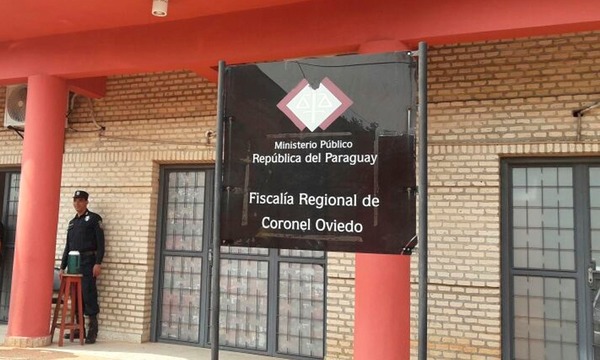 Ministerio Público
República del Paraguay
Fiscalía Regional de
Coronel Oviedo